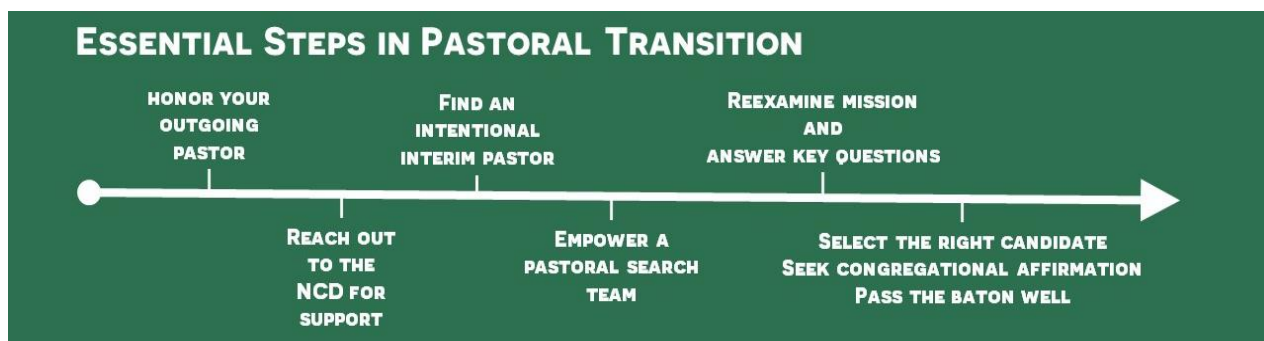 Essential Steps in Pastoral Transition
honor your
outgoing
pastor
Reach out
to the
NCD for
support
Find an
intentional
interim pastor
Empower a
pastoral search
team
Reexamine mission
and
answer key questions
Select the right candidate
Seek congregational affirmation
Pass the baton well